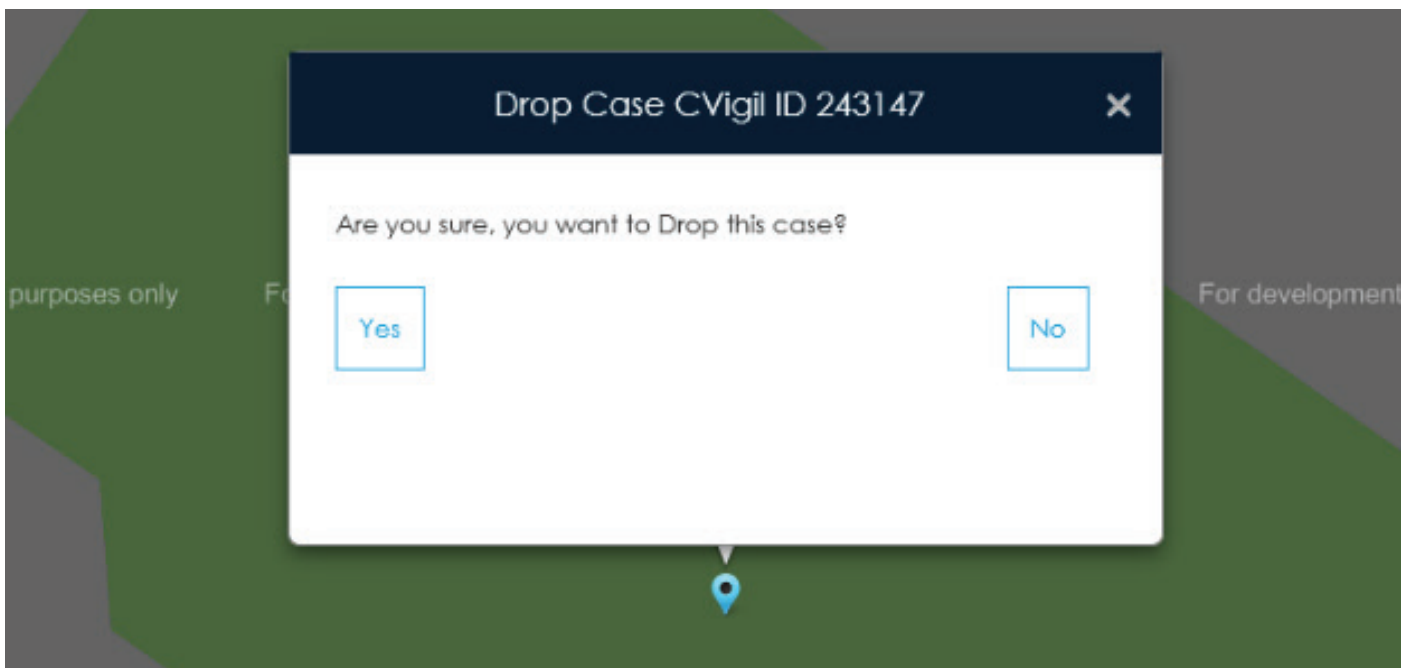 Drop Case CVigil ID 243147
Are you sure, you want to Drop this case?
purposes only
For development
Yes
No